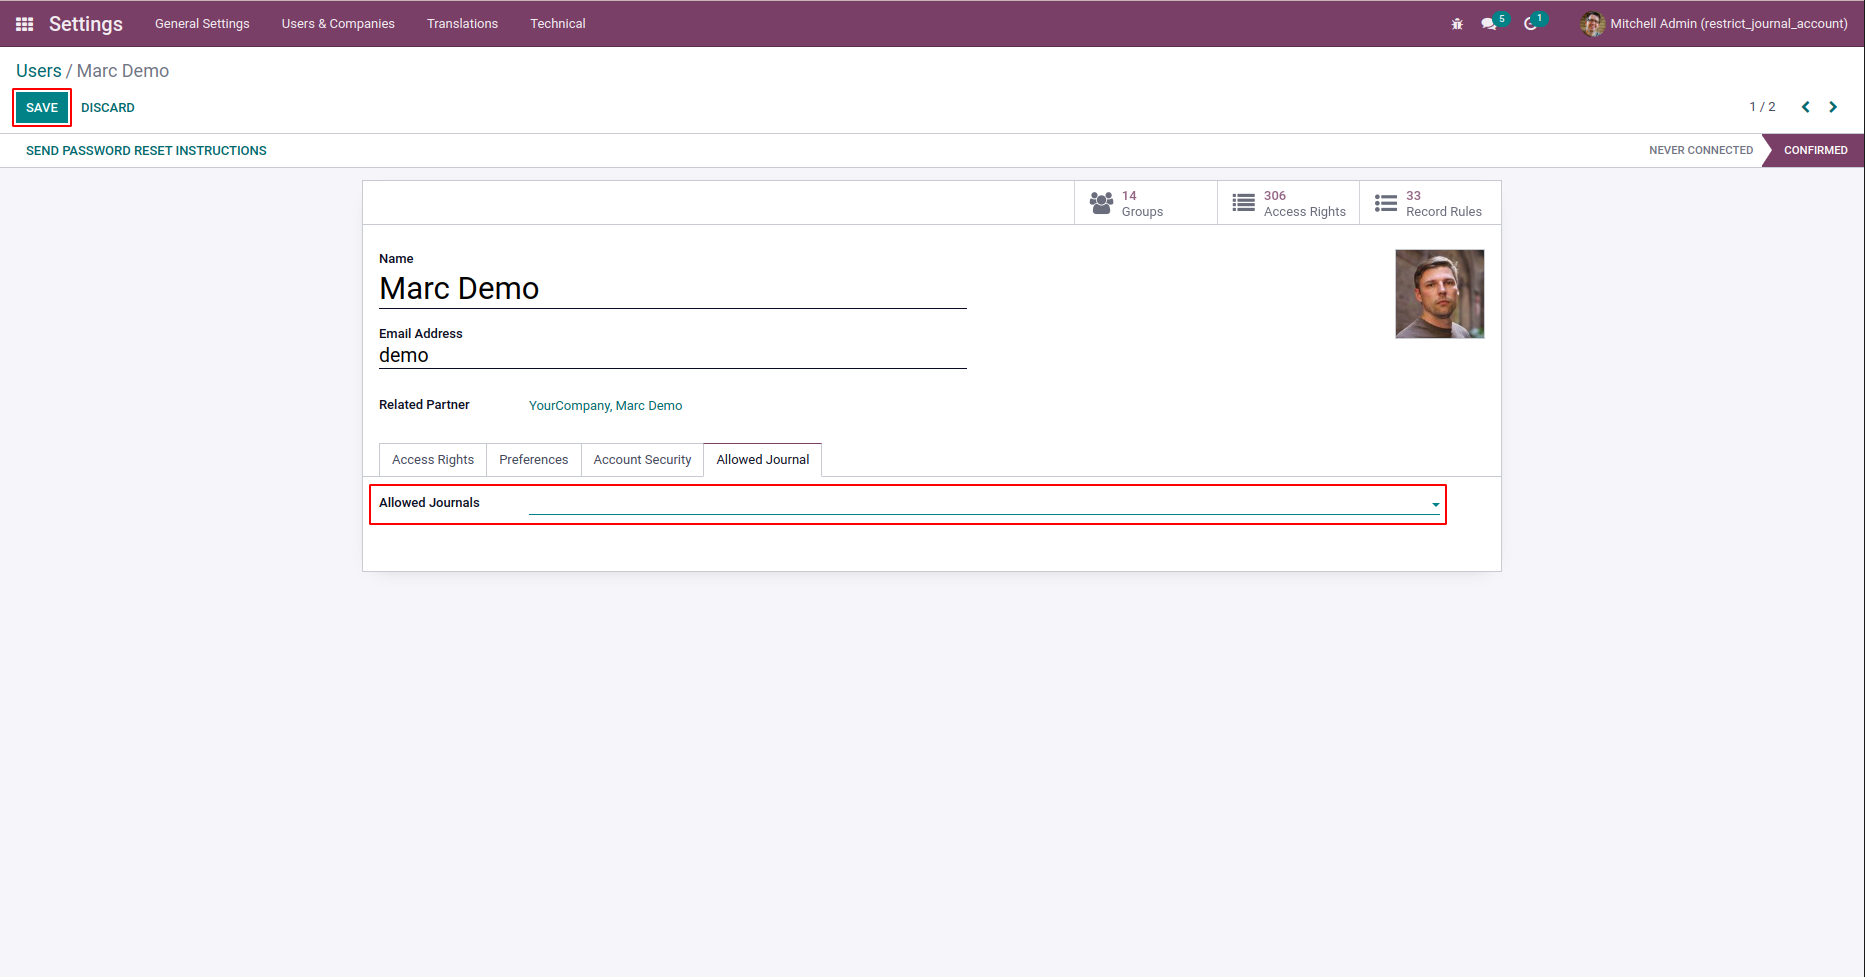 Settings General Settings Users & Companies Translations Technical 5 1 Mitchell Admin (restrict_journal_account)
Users / Marc Demo
SAVE DISCARD 1 / 2
SEND PASSWORD RESET INSTRUCTIONS NEVER CONNECTED CONFIRMED
14 Groups
306 Access Rights
33 Record Rules
Name
Marc Demo
Email Address
demo
Related Partner YourCompany, Marc Demo
Access Rights Preferences Account Security Allowed Journal
Allowed Journals